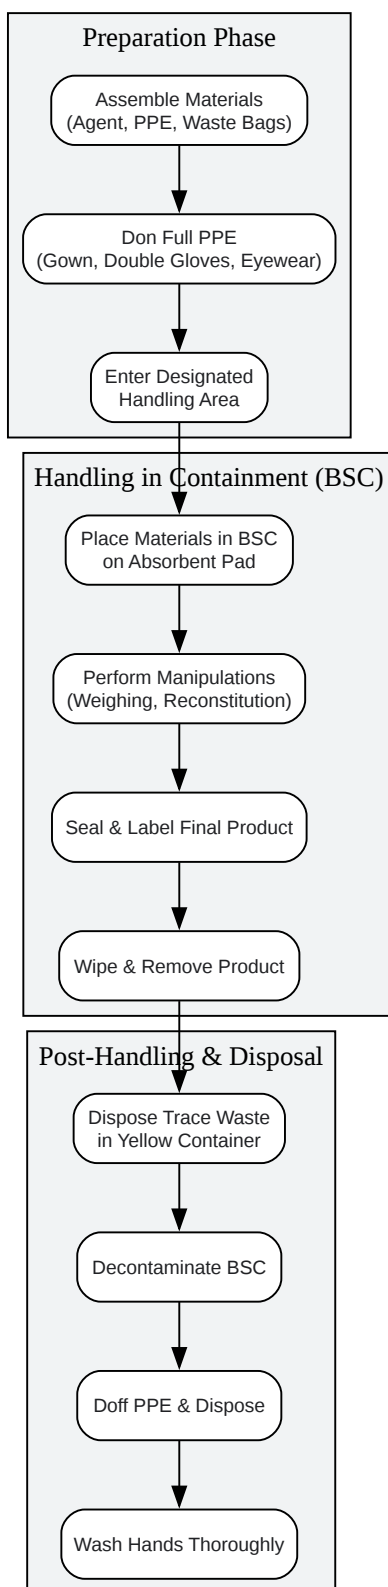 Preparation Phase
Assemble Materials
(Agent, PPE, Waste Bags)
Don Full PPE
(Gown, Double Gloves, Eyewear)
Enter Designated
Handling Area
Handling in Containment (BSC)
Place Materials in BSC
on Absorbent Pad
Perform Manipulations
(Weighing, Reconstitution)
Seal & Label Final Product
Wipe & Remove Product
Post-Handling & Disposal
Dispose Trace Waste
in Yellow Container
Decontaminate BSC
Doff PPE & Dispose
Wash Hands Thoroughly